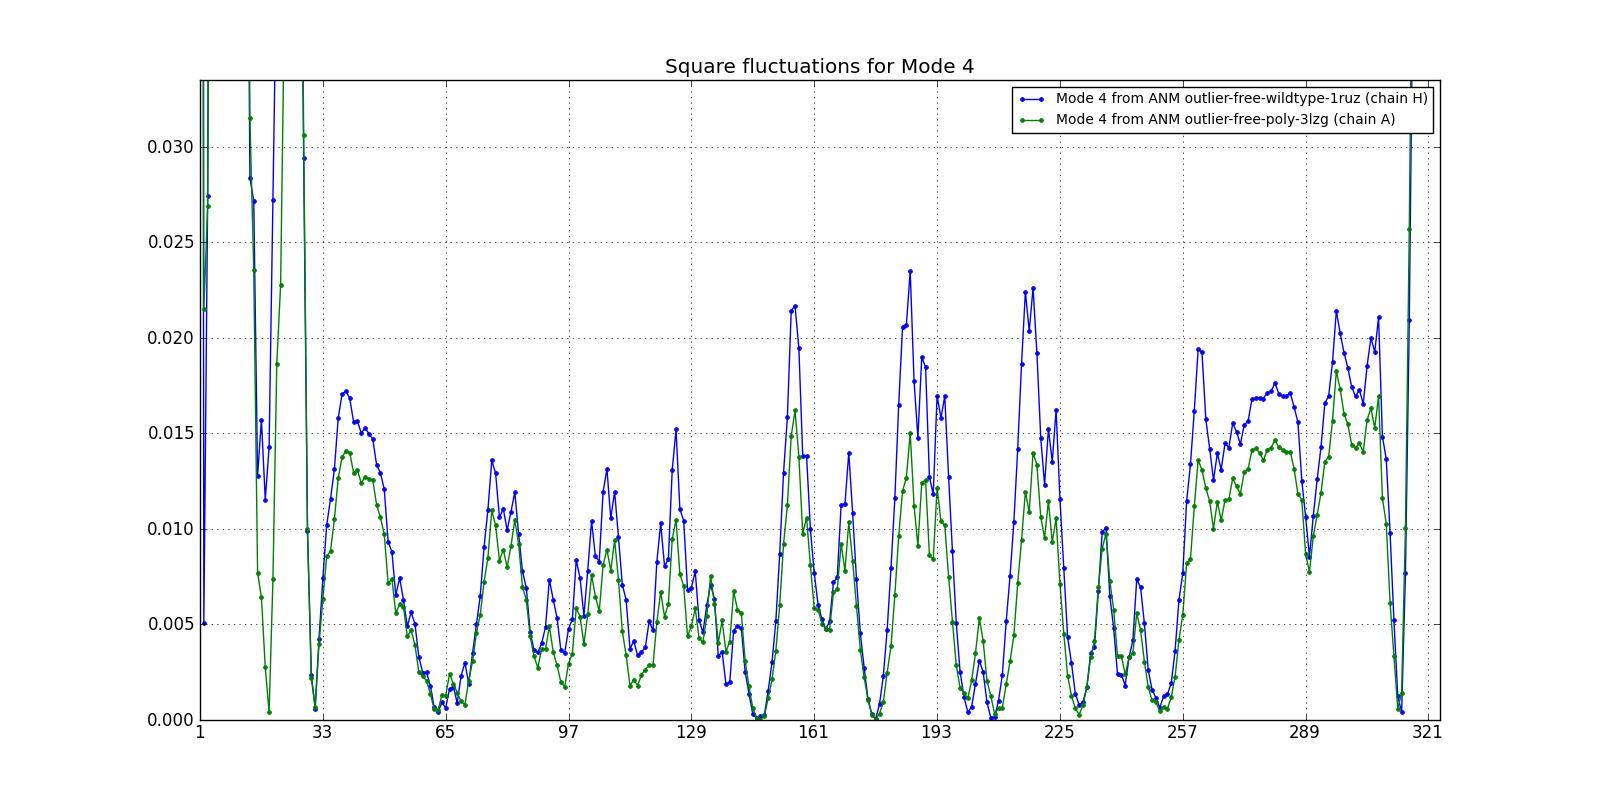 Square fluctuations for Mode 4
Mode 4 from ANM outlier-free-wildtype-1ruz (chain H)
Mode 4 from ANM outlier-free-poly-3lzg (chain A)
0.030
0.025
0.020
0.015
0.010
0.005
0.000
1 33 65 97 129 161 193 225 257 289 321